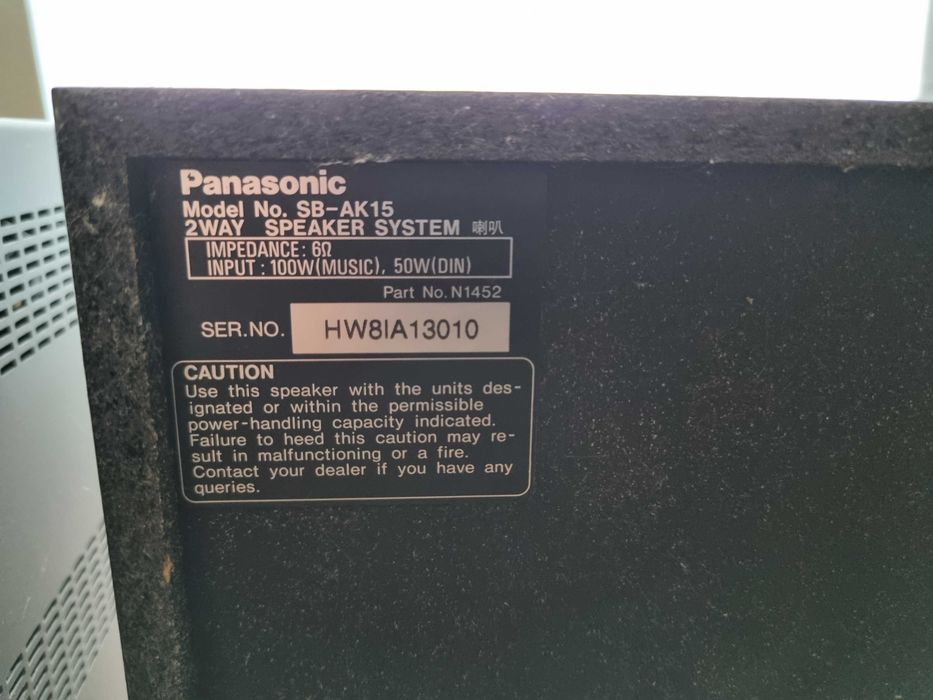 Panasonic
Model No. SB-AK15
2WAY SPEAKER SYSTEM 喇叭
IMPEDANCE: 6Ω
INPUT : 100W(MUSIC), 50W(DIN)
Part No. N1452
SER.NO. HW8IA13010
CAUTION
Use this speaker with the units des-
ignated or within the permissible
power-handling capacity indicated.
Failure to heed this caution may re-
sult in malfunctioning or a fire.
Contact your dealer if you have any
queries.